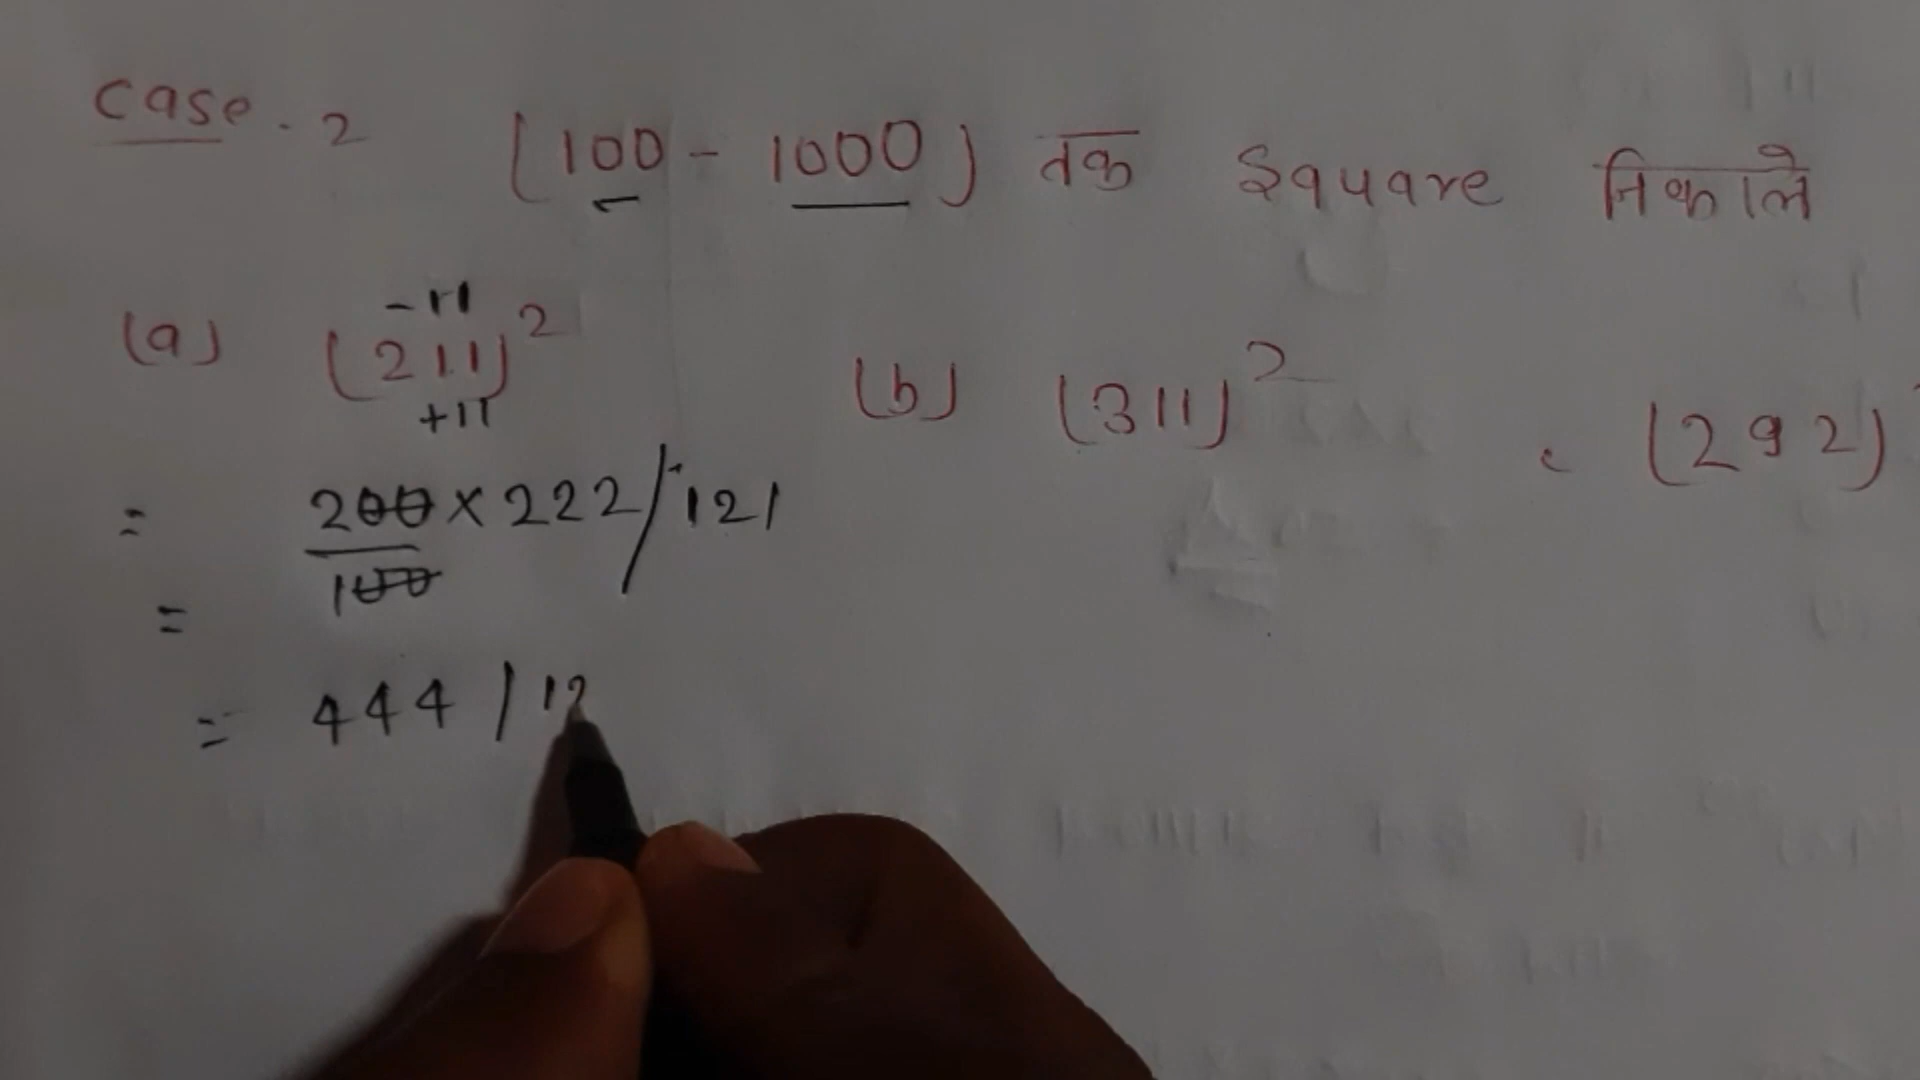 Case - 2 (100 - 1000) तक Square निकाले
-11
(a) (211)²
+11
(b) (311)²
c (292)
= 200 × 222 / 121
100
=
= 444 / 12